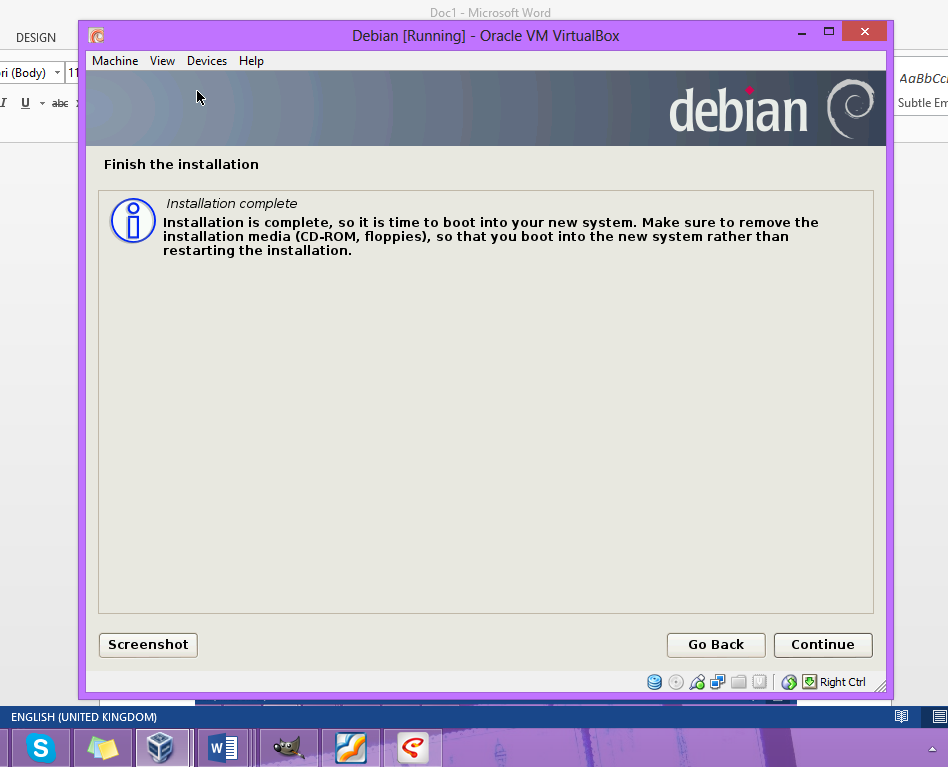 Doc1 - Microsoft Word
DESIGN
Debian [Running] - Oracle VM VirtualBox
Machine View Devices Help
ri (Body) 11
AaBbCcI
I U abc
Subtle Em
debian
Finish the installation
Installation complete
Installation is complete, so it is time to boot into your new system. Make sure to remove the
installation media (CD-ROM, floppies), so that you boot into the new system rather than
restarting the installation.
Screenshot Go Back Continue
Right Ctrl
ENGLISH (UNITED KINGDOM)